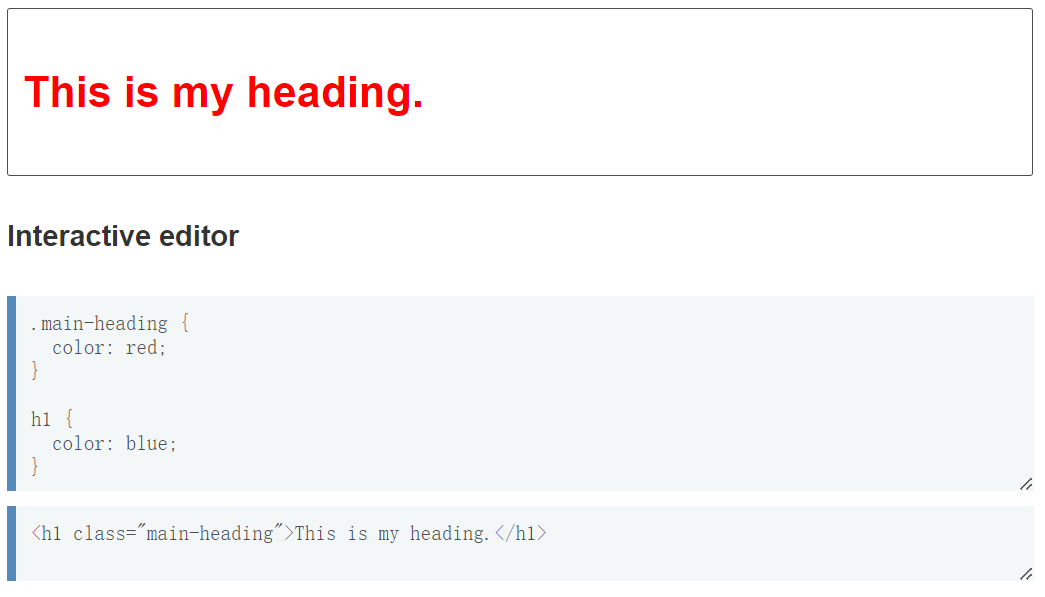 This is my heading.
Interactive editor
.main-heading {
  color: red;
}

h1 {
  color: blue;
}
<h1 class="main-heading">This is my heading.</h1>